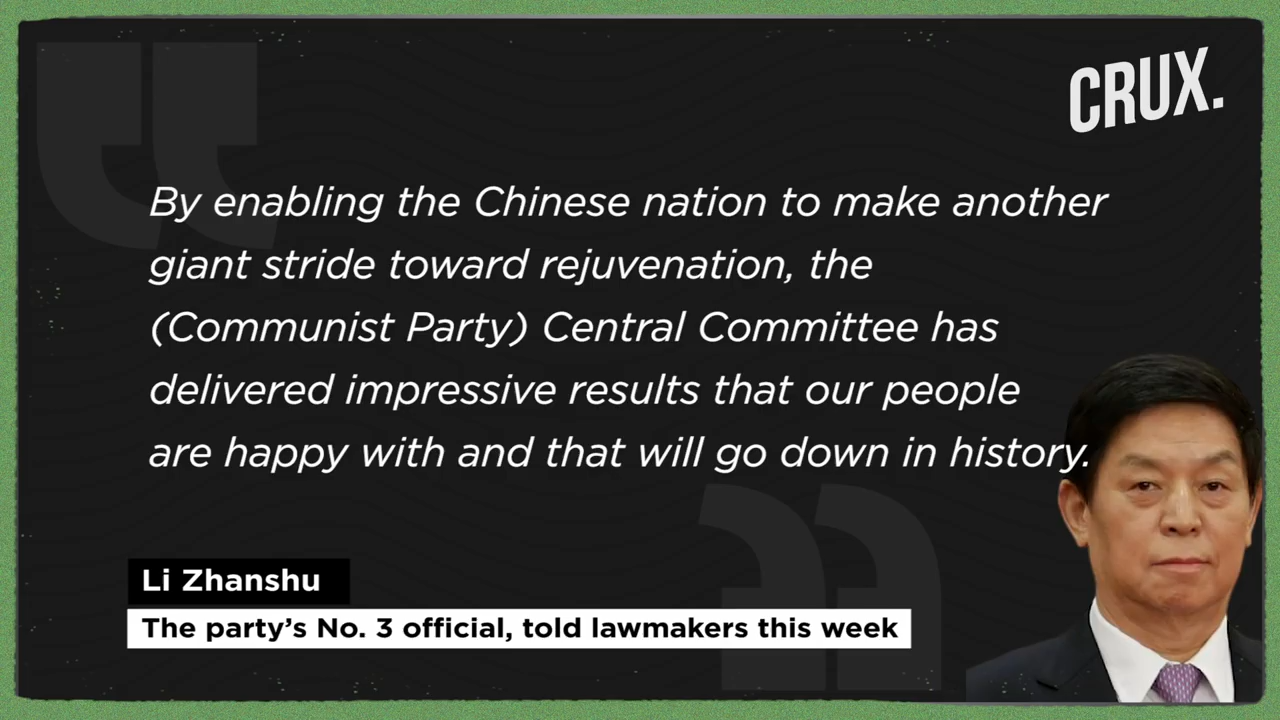 CRUX.
By enabling the Chinese nation to make another
giant stride toward rejuvenation, the
(Communist Party) Central Committee has
delivered impressive results that our people
are happy with and that will go down in history.
Li Zhanshu
The party’s No. 3 official, told lawmakers this week